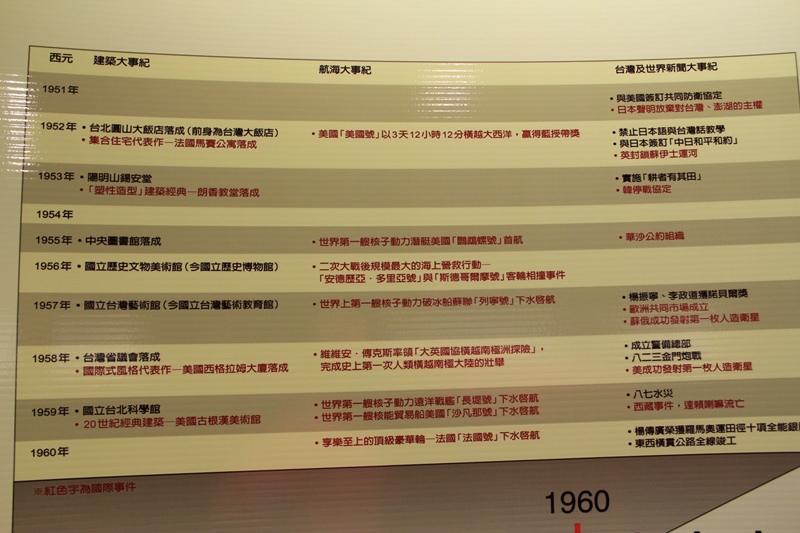 西元 建築大事紀 航海大事紀 台灣及世界新聞大事紀
1951年
•與美國簽訂共同防衛協定
•日本聲明放棄對台灣、澎湖的主權
1952年
•台北圓山大飯店落成(前身為台灣大飯店)
•集合住宅代表作—法國馬賽公寓落成
•美國「美國號」以3天12小時12分橫越大西洋,贏得藍授帶獎
•禁止日本語與台灣話教學
•與日本簽訂「中日和平和約」
•英封鎖蘇伊士運河
1953年
•陽明山錫安堂
•「塑性造型」建築經典—朗香教堂落成
•實施「耕者有其田」
•韓停戰協定
1954年
1955年
•中央圖書館落成
•世界第一艘核子動力潛艇美國「鸚鵡螺號」首航
•華沙公約組織
1956年
•國立歷史文物美術館(今國立歷史博物館)
•二次大戰後規模最大的海上營救行動—
「安德歷亞‧多里亞號」與「斯德哥爾摩號」客輪相撞事件
1957年
•國立台灣藝術館(今國立台灣藝術教育館)
•世界上第一艘核子動力破冰船蘇聯「列寧號」下水啓航
•楊振寧、李政道獲諾貝爾獎
•歐洲共同市場成立
•蘇俄成功發射第一枚人造衛星
1958年
•台灣省議會落成
•國際式風格代表作—美國西格拉姆大廈落成
•維維安‧傅克斯率領「大英國協橫越南極洲探險」,
完成史上第一次人類橫越南極大陸的壯舉
•成立警備總部
•八二三金門炮戰
•美成功發射第一枚人造衛星
1959年
•國立台北科學館
•20世紀經典建築—美國古根漢美術館
•世界第一艘核子動力遠洋戰艦「長堤號」下水啓航
•世界第一艘核能貿易船美國「沙凡那號」下水啓航
•八七水災
•西藏事件,達賴喇嘛流亡
1960年
•享樂至上的頂級豪華輪—法國「法國號」下水啓航
•楊傳廣榮獲羅馬奧運田徑十項全能銀
•東西橫貫公路全線竣工
※紅色字為國際事件
1960